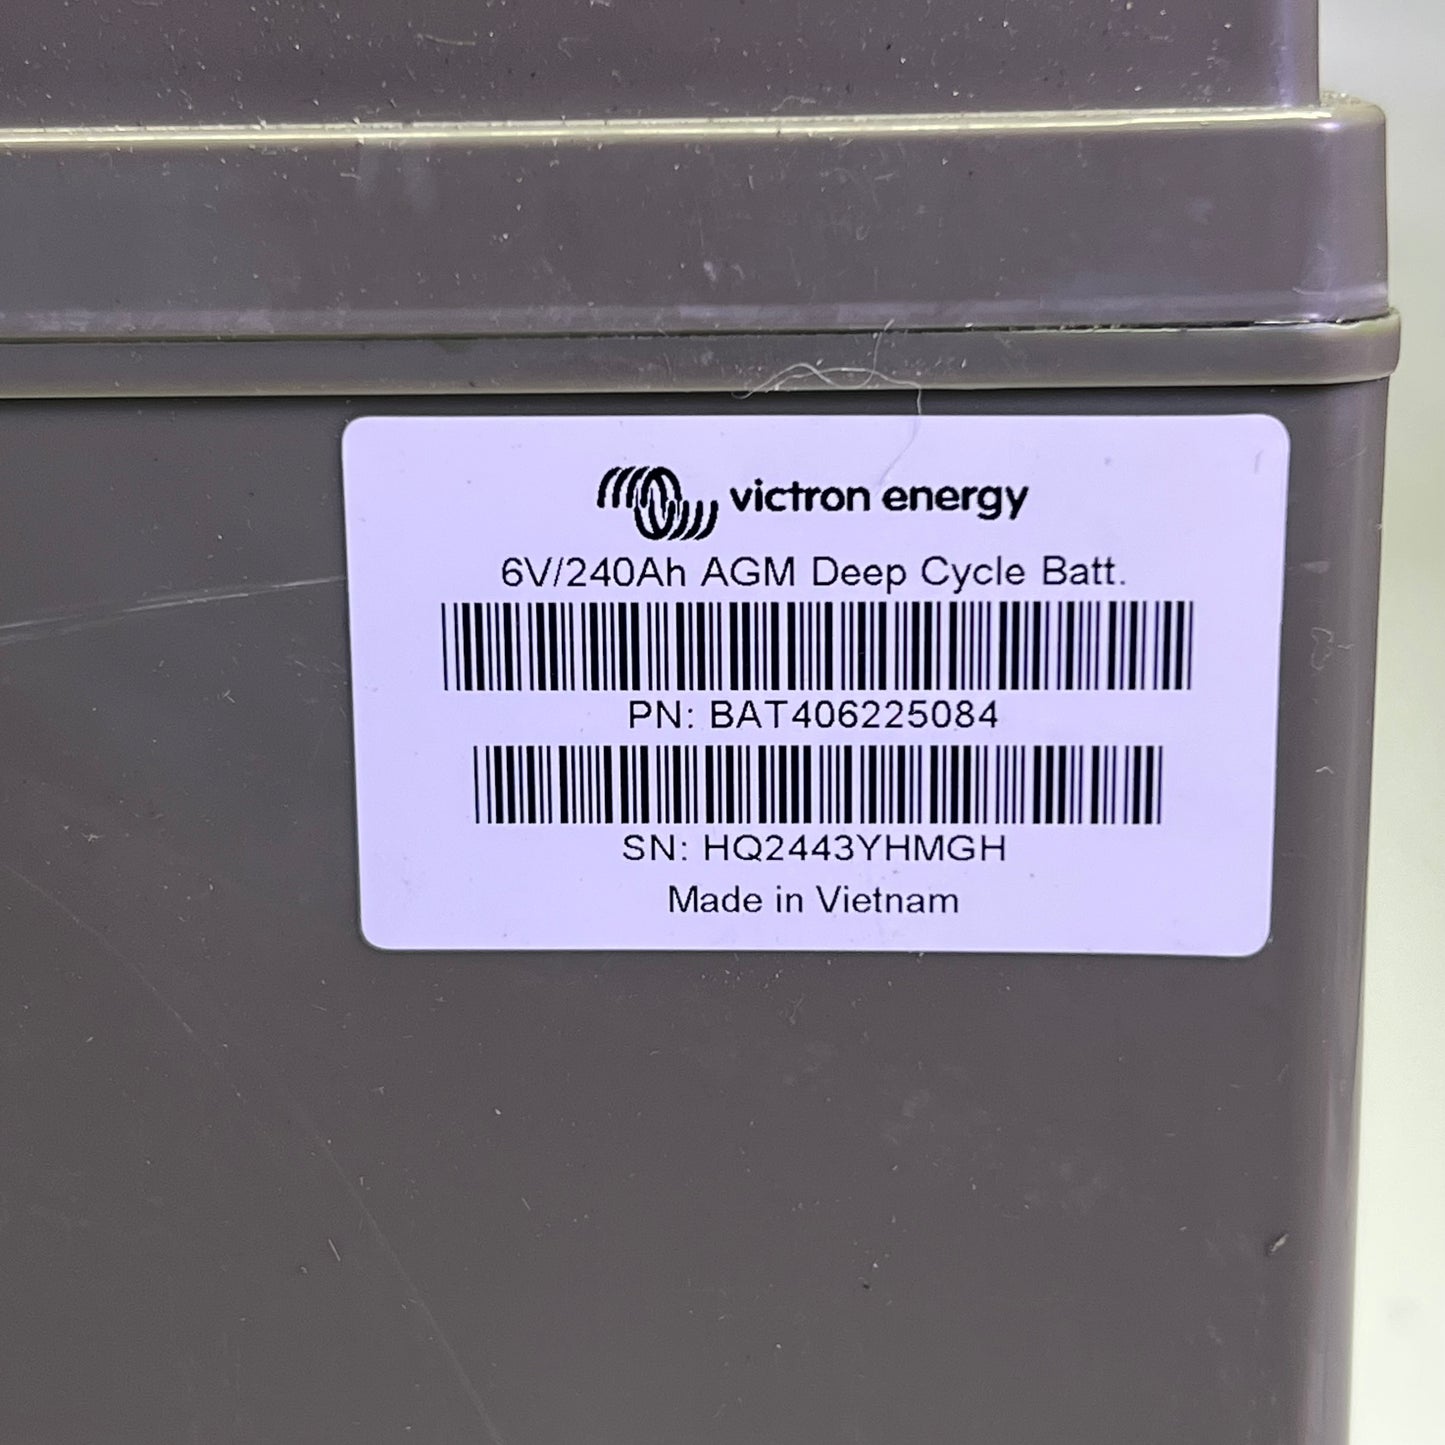 victron energy
6V/240Ah AGM Deep Cycle Batt.
PN: BAT406225084
SN: HQ2443YHMGH
Made in Vietnam